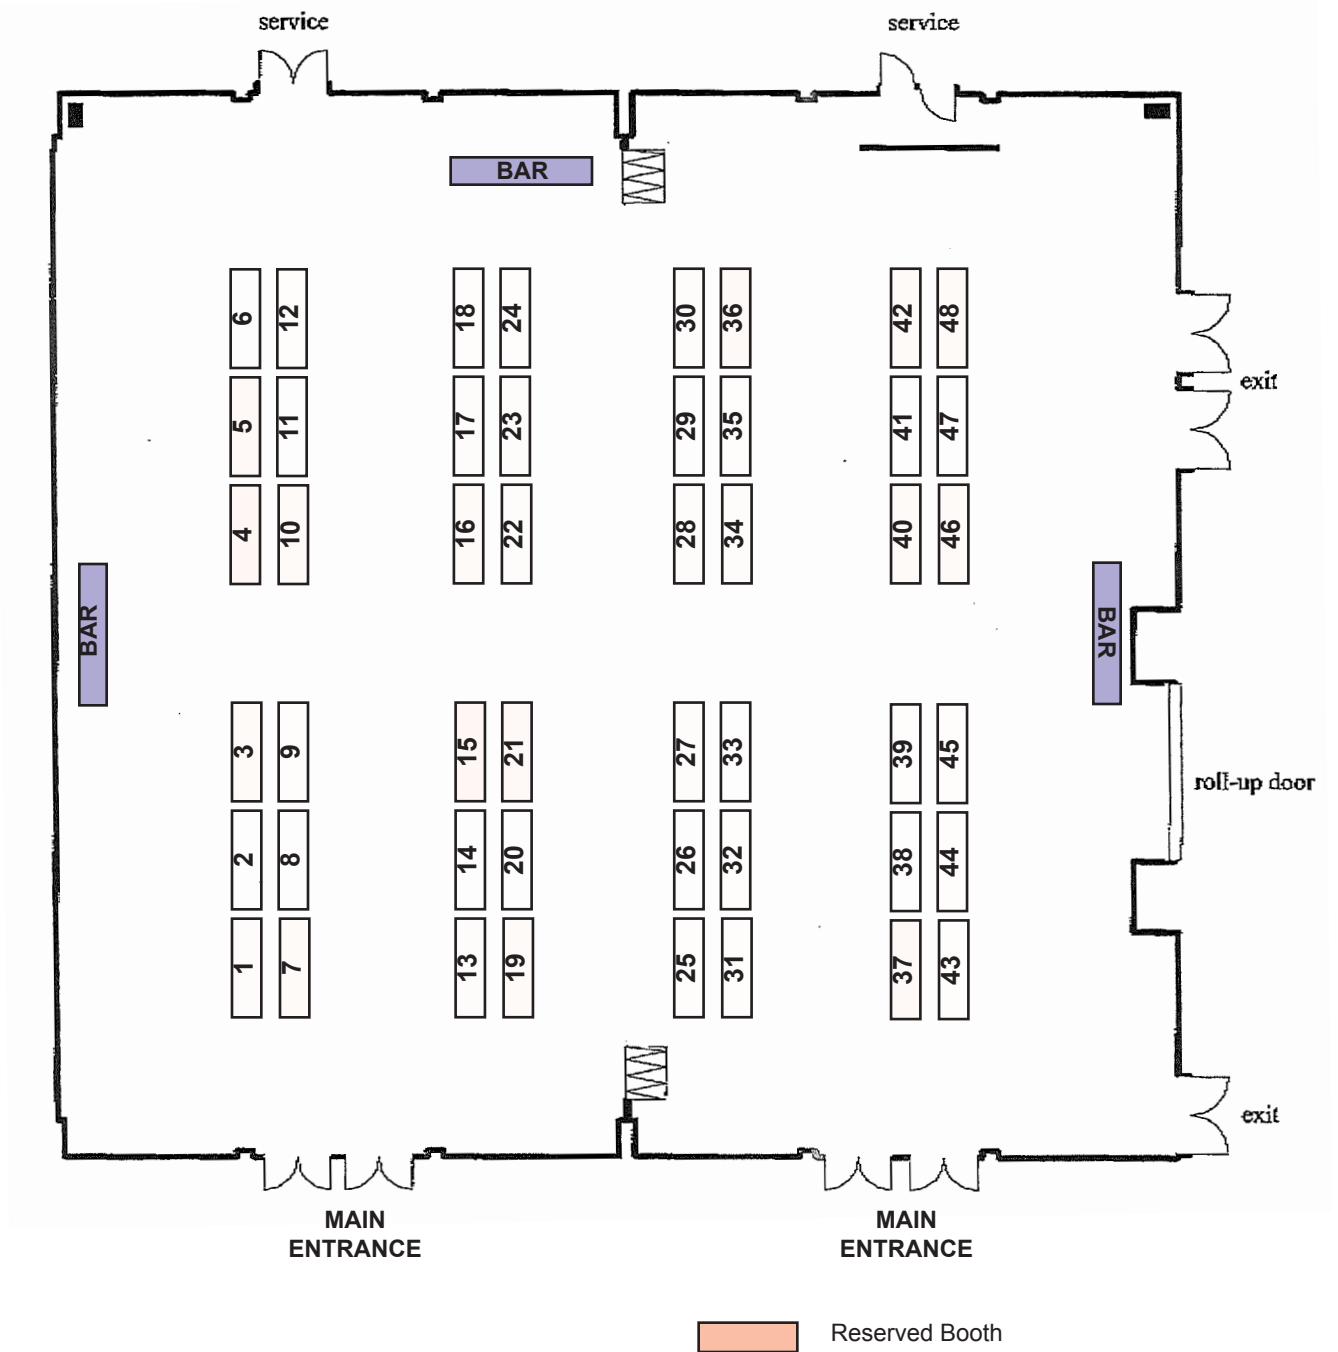 service
service
BAR
6 12 18 24 30 36 42 48
exit
5 11 17 23 29 35 41 47
4 10 16 22 28 34 40 46
BAR
BAR
3 9 15 21 27 33 39 45
roll-up door
2 8 14 20 26 32 38 44
1 7 13 19 25 31 37 43
exit
MAIN
ENTRANCE
MAIN
ENTRANCE
Reserved Booth